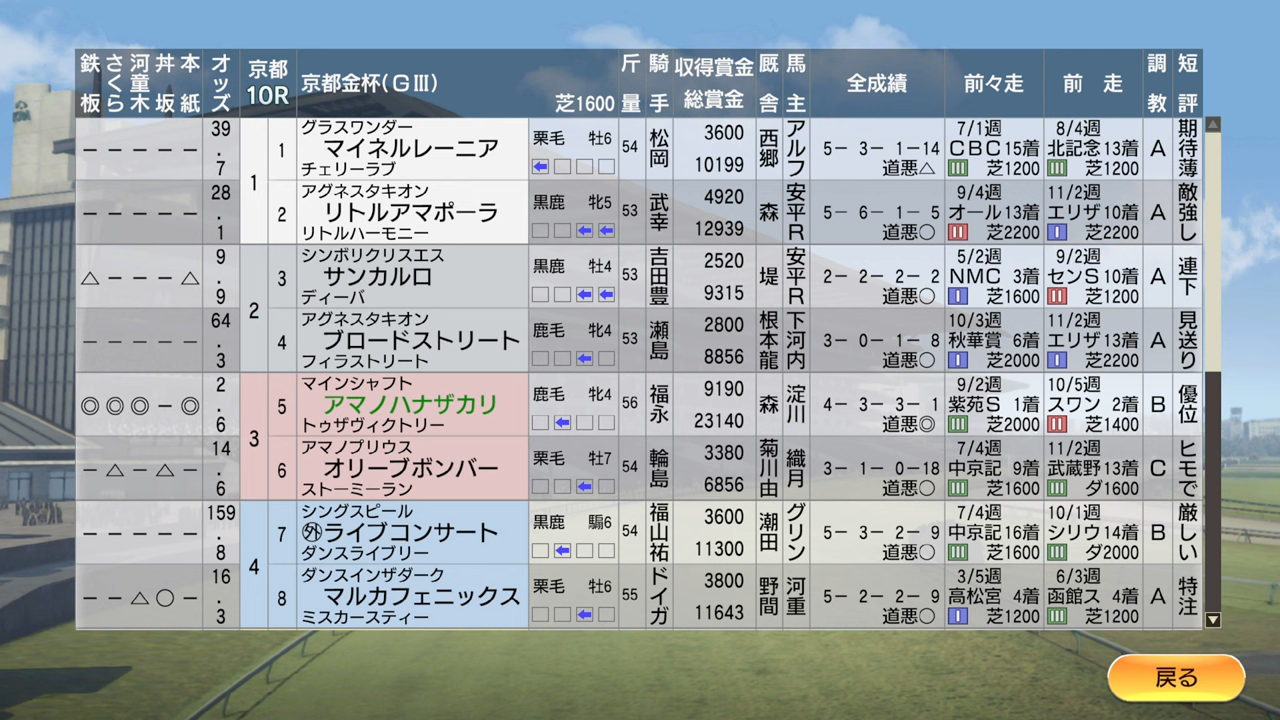 鉄板 さくら 河童木 井坂 本紙 オッズ 京都10R 京都金杯(GⅢ) 芝1600 斤量 騎手 収得賞金 総賞金 厩舎 馬主 全成績 前々走 前走 調教 短評
－－－－－ 39.7 1 1 グラスワンダー 栗毛 牡6 54 松岡 3600 西郷 アルフ 5－3－1－14 7/1週 8/4週 A 期待薄
マイネルレーニア CBC15着 北記念13着
チェリーラブ ← 10199 道悪△ Ⅲ 芝1200 Ⅲ 芝1200
－－－－－ 28.1 2 アグネスタキオン 黒鹿 牝5 53 武幸 4920 森 安平R 5－6－1－5 9/4週 11/2週 A 敵強し
リトルアマポーラ オール13着 エリザ10着
リトルハーモニー ←← 12939 道悪○ Ⅱ 芝2200 Ⅰ 芝2200
△－－－△ 9.9 2 3 シンボリクリスエス 黒鹿 牡4 53 吉田豊 2520 堤 安平R 2－2－2－2 5/2週 9/2週 A 連下
サンカルロ NMC 3着 センS10着
ディーバ ←← 9315 道悪○ Ⅰ 芝1600 Ⅱ 芝1200
－－－－－ 64.3 4 アグネスタキオン 鹿毛 牝4 53 瀬島 2800 根本龍 下河内 3－0－1－8 10/3週 11/2週 A 見送り
ブロードストリート 秋華賞 6着 エリザ13着
フィラストリート ← 8856 道悪○ Ⅰ 芝2000 Ⅰ 芝2200
◎◎◎－◎ 2.6 3 5 マインシャフト 鹿毛 牝4 56 福永 9190 森 淀川 4－3－3－1 9/2週 10/5週 B 優位
アマノハナザカリ 紫苑S 1着 スワン 2着
トゥザヴィクトリー ← 23140 道悪◎ Ⅲ 芝2000 Ⅱ 芝1400
－△－△－ 14.6 6 アマノプリウス 栗毛 牡7 54 輪島 3380 菊川由 織月 3－1－0－18 7/4週 11/2週 C ヒモで
オリーブボンバー 中京記 9着 武蔵野13着
ストーミーラン ← 6856 道悪○ Ⅲ 芝1600 Ⅲ ダ1600
－－－－－ 159.8 4 7 シングスピール 黒鹿 騸6 54 福山祐 3600 潮田 グリン 5－3－2－9 7/4週 10/1週 B 厳しい
外ライブコンサート 中京記16着 シリウ14着
ダンスライブリー ← 11300 道悪○ Ⅲ 芝1600 Ⅲ ダ2000
－－△○－ 16.3 8 ダンスインザダーク 栗毛 牡6 55 ドイガ 3800 野間 河重 5－2－2－9 3/5週 6/3週 A 特注
マルカフェニックス 高松宮 4着 函館ス 4着
ミスカースティー ← 11643 道悪○ Ⅰ 芝1200 Ⅲ 芝1200
戻る